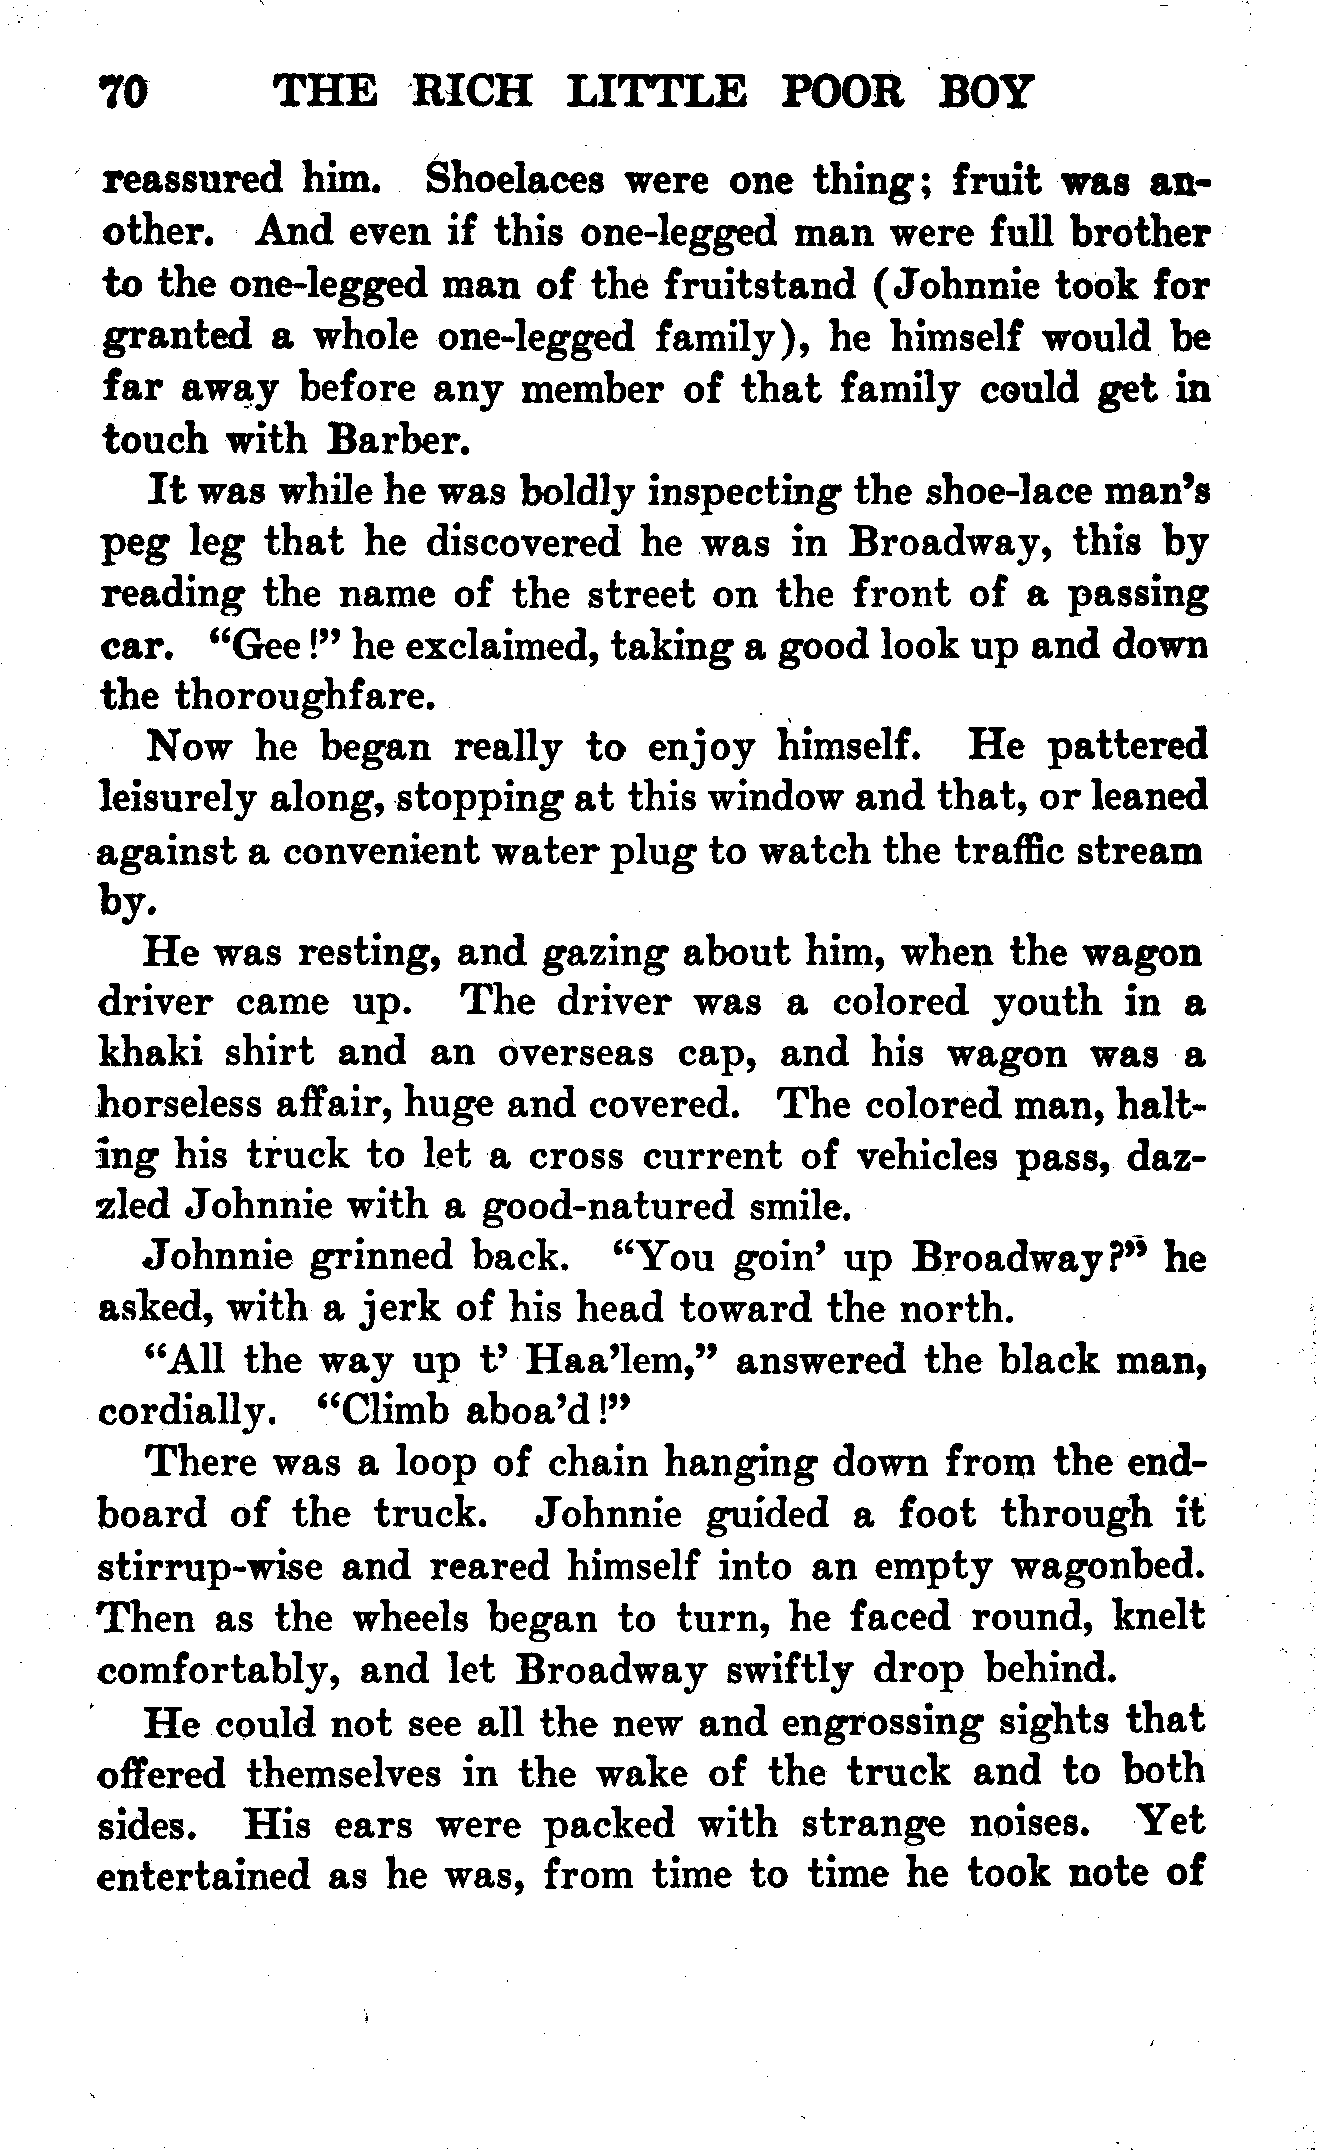 70 THE RICH LITTLE POOR BOY
reassured him. Shoelaces were one thing; fruit was an-
other. And even if this one-legged man were full brother
to the one-legged man of the fruitstand (Johnnie took for
granted a whole one-legged family), he himself would be
far away before any member of that family could get in
touch with Barber.
It was while he was boldly inspecting the shoe-lace man's
peg leg that he discovered he was in Broadway, this by
reading the name of the street on the front of a passing
car. "Gee!" he exclaimed, taking a good look up and down
the thoroughfare.
Now he began really to enjoy himself. He pattered
leisurely along, stopping at this window and that, or leaned
against a convenient water plug to watch the traffic stream
by.
He was resting, and gazing about him, when the wagon
driver came up. The driver was a colored youth in a
khaki shirt and an overseas cap, and his wagon was a
horseless affair, huge and covered. The colored man, halt-
ing his truck to let a cross current of vehicles pass, daz-
zled Johnnie with a good-natured smile.
Johnnie grinned back. "You goin' up Broadway?" he
asked, with a jerk of his head toward the north.
"All the way up t' Haa'lem," answered the black man,
cordially. "Climb aboa'd!"
There was a loop of chain hanging down from the end-
board of the truck. Johnnie guided a foot through it
stirrup-wise and reared himself into an empty wagonbed.
Then as the wheels began to turn, he faced round, knelt
comfortably, and let Broadway swiftly drop behind.
He could not see all the new and engrossing sights that
offered themselves in the wake of the truck and to both
sides. His ears were packed with strange noises. Yet
entertained as he was, from time to time he took note of